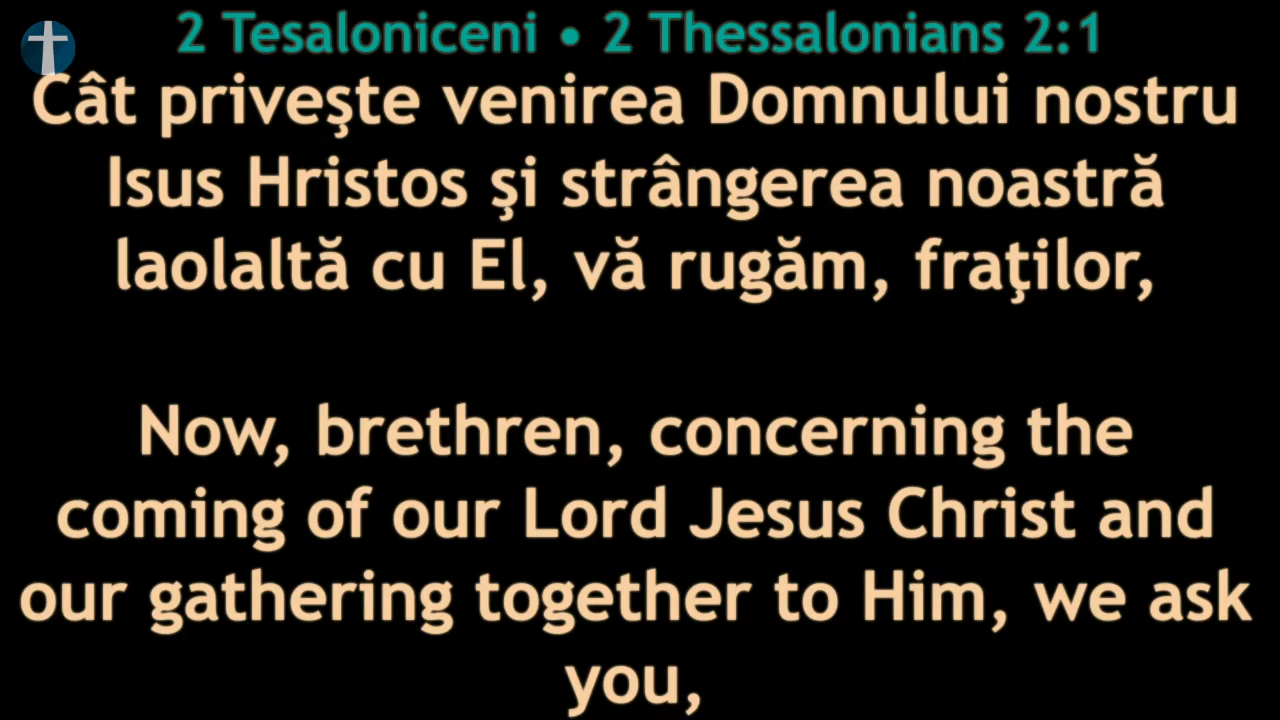 2 Tesaloniceni • 2 Thessalonians 2:1
Cât priveşte venirea Domnului nostru
Isus Hristos şi strângerea noastră
laolaltă cu El, vă rugăm, fraţilor,
Now, brethren, concerning the
coming of our Lord Jesus Christ and
our gathering together to Him, we ask
you,